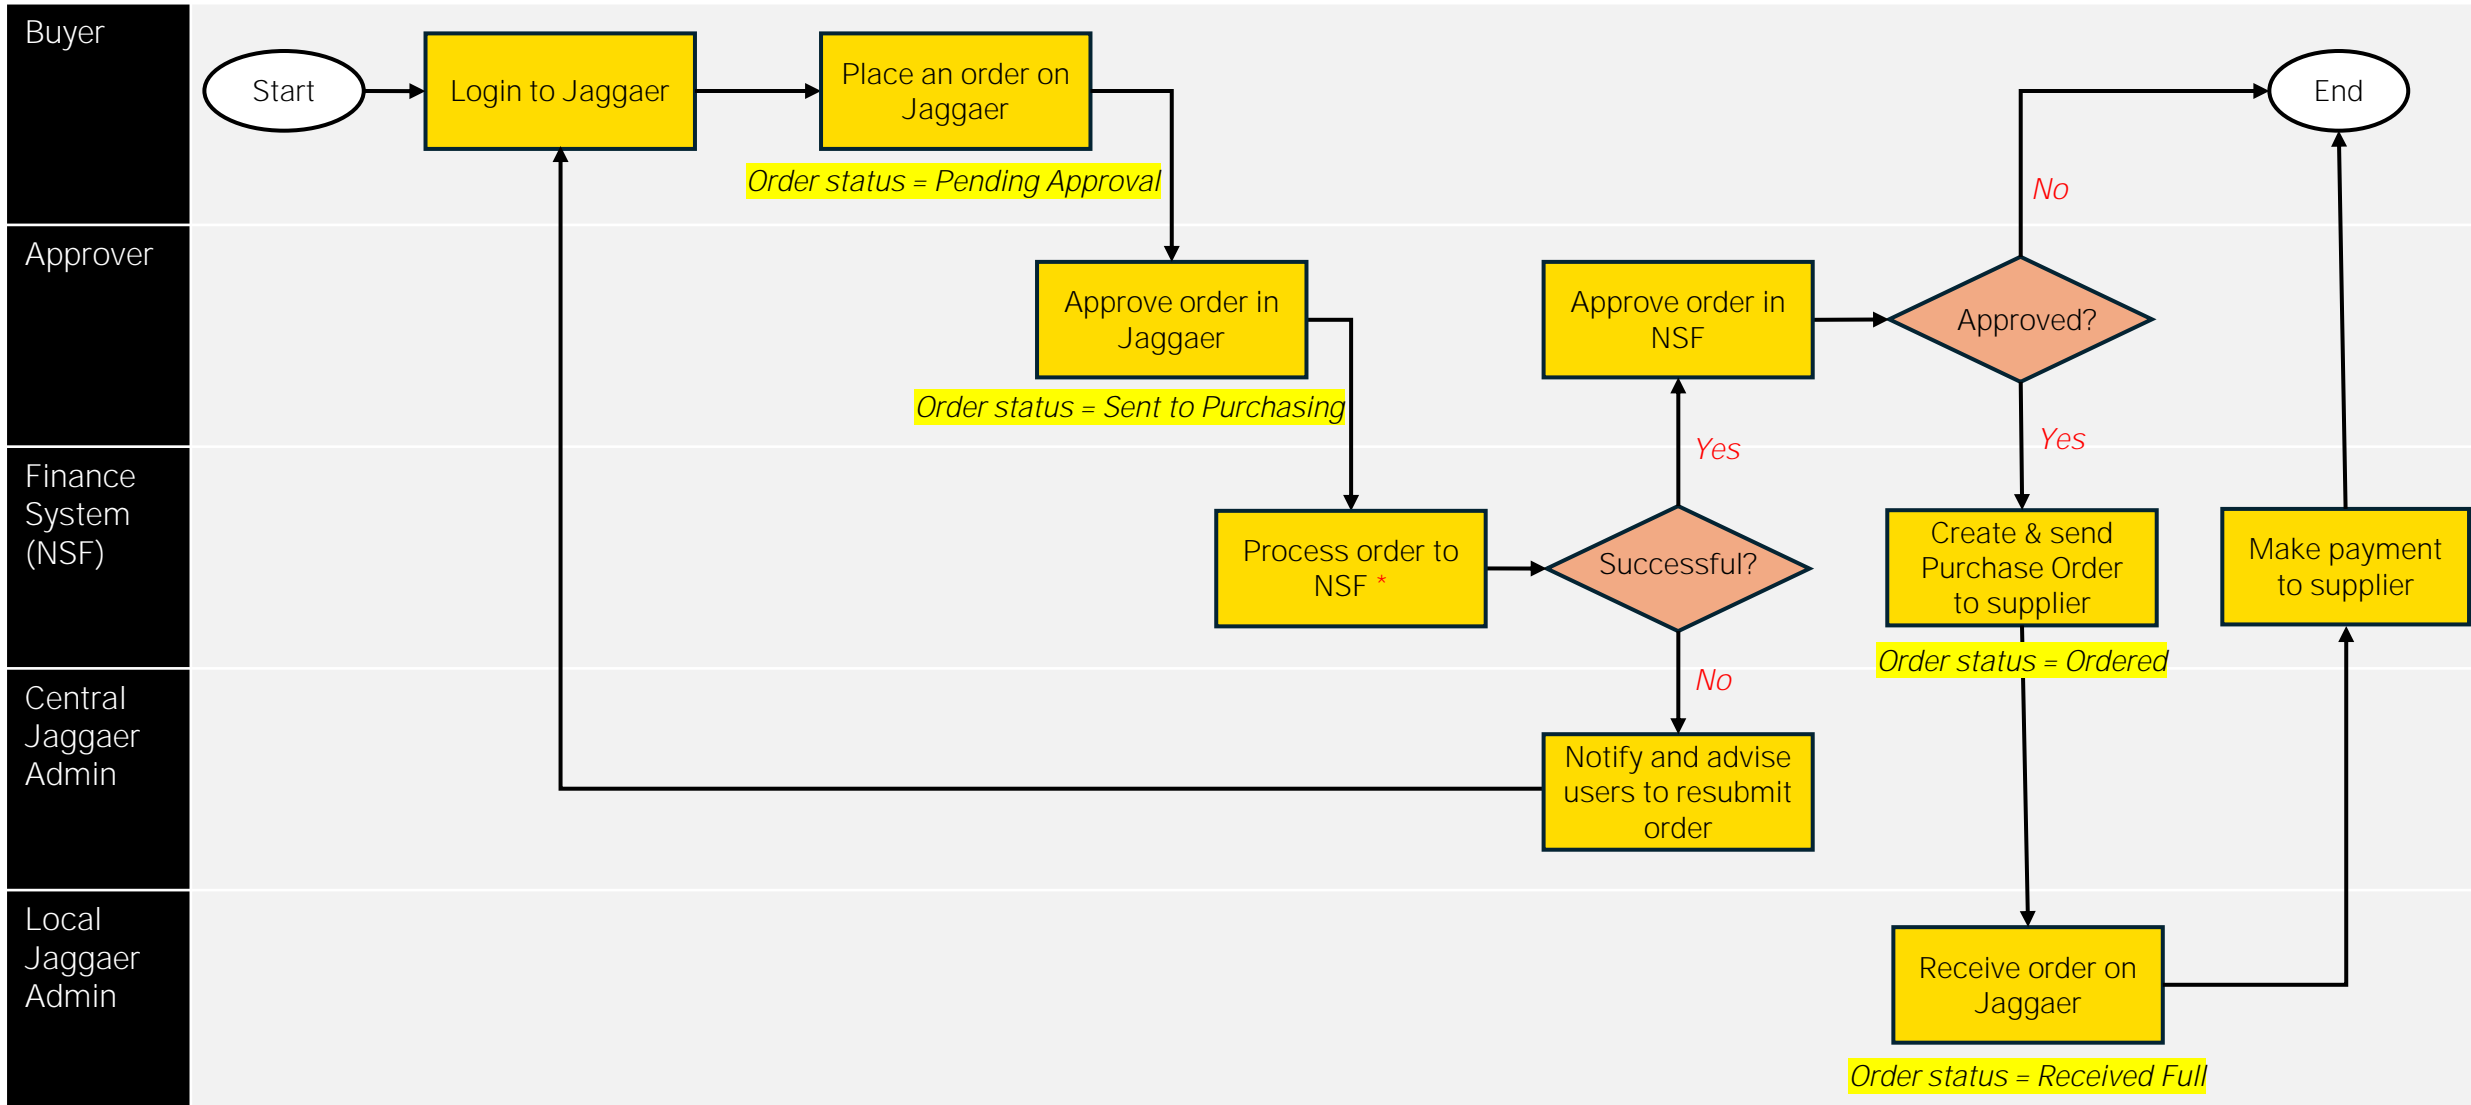 Buyer
Start
Login to Jaggaer
Place an order on
Jaggaer
End
Order status = Pending Approval
No
Approver
Approve order in
Jaggaer
Approve order in
NSF
Approved?
Order status = Sent to Purchasing
Yes
Yes
Finance
System
(NSF)
Process order to
NSF *
Successful?
Create & send
Purchase Order
to supplier
Make payment
to supplier
Order status = Ordered
No
Central
Jaggaer
Admin
Notify and advise
users to resubmit
order
Local
Jaggaer
Admin
Receive order on
Jaggaer
Order status = Received Full